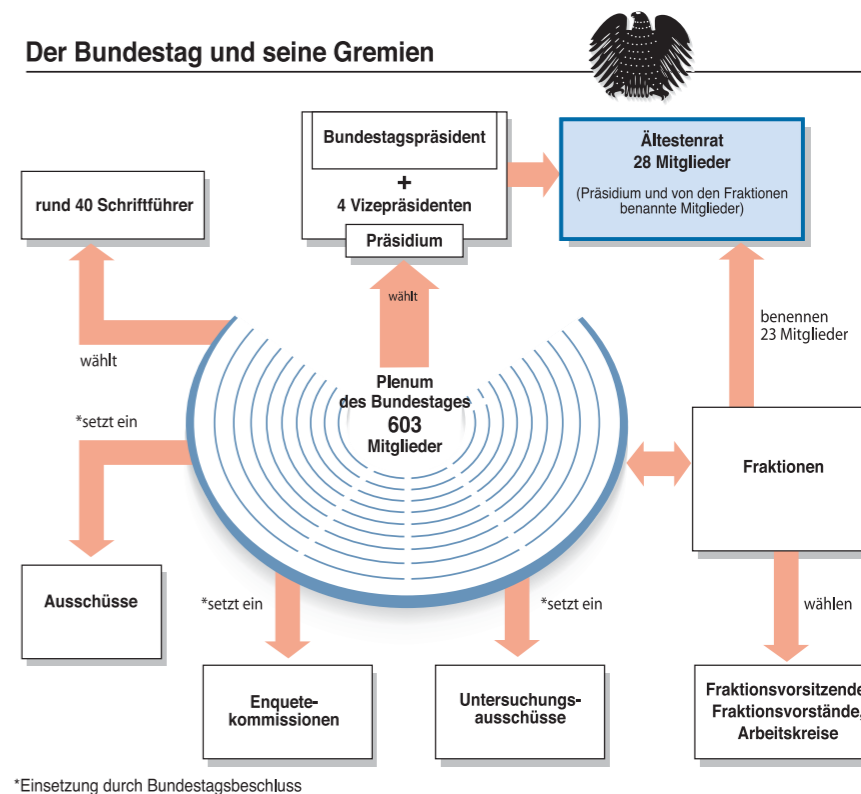 Der Bundestag und seine Gremien
Bundestagspräsident
+
4 Vizepräsidenten
Präsidium
Ältestenrat
28 Mitglieder
(Präsidium und von den Fraktionen
benannte Mitglieder)
rund 40 Schriftführer
wählt
wählt
benennen
23 Mitglieder
Plenum
des Bundestages
603
Mitglieder
*setzt ein
Fraktionen
Ausschüsse
*setzt ein
*setzt ein
wählen
Enquete-
kommissionen
Untersuchungs-
ausschüsse
Fraktionsvorsitzende
Fraktionsvorstände,
Arbeitskreise
*Einsetzung durch Bundestagsbeschluss